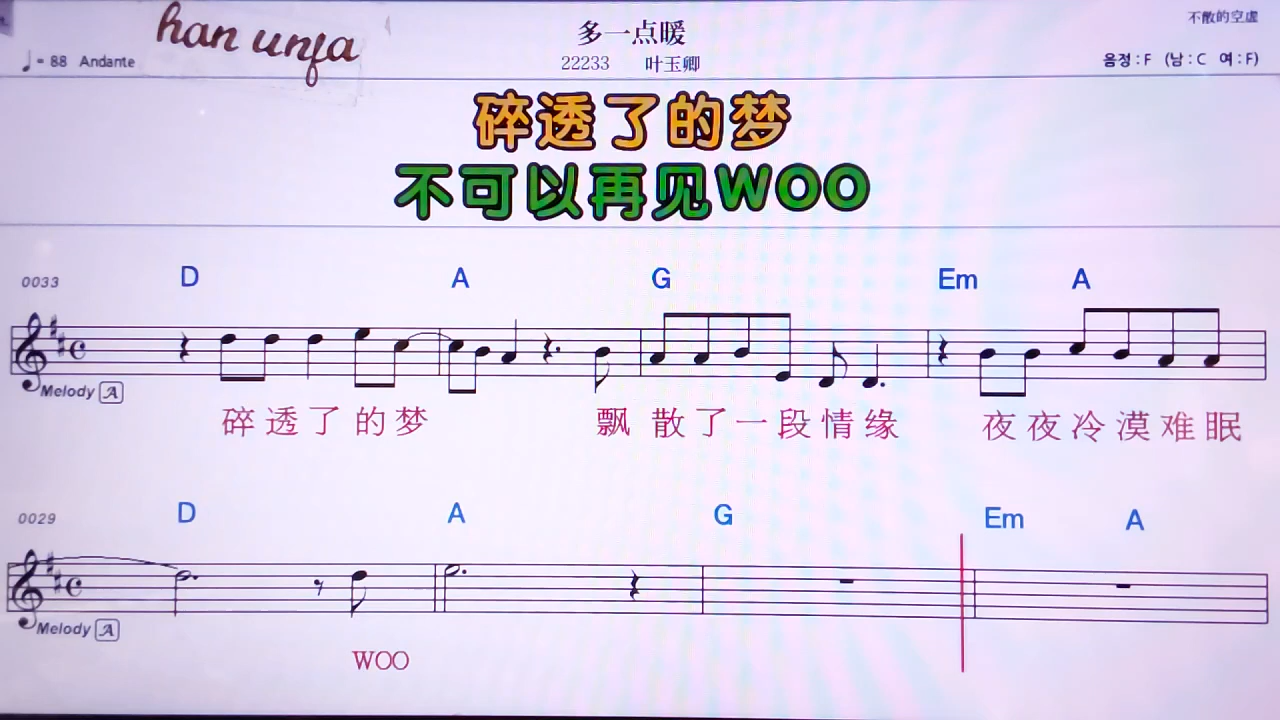 han unfa
多一点暖
不散的空虚
♩= 88 Andante
22233 叶玉卿
음정 : F (남 : C 여 : F)
碎透了的梦
不可以再见WOO
0033
D A G Em A
Melody A
碎透了的梦 飘散了一段情缘 夜夜冷漠难眠
0029
D A G Em A
Melody A
WOO